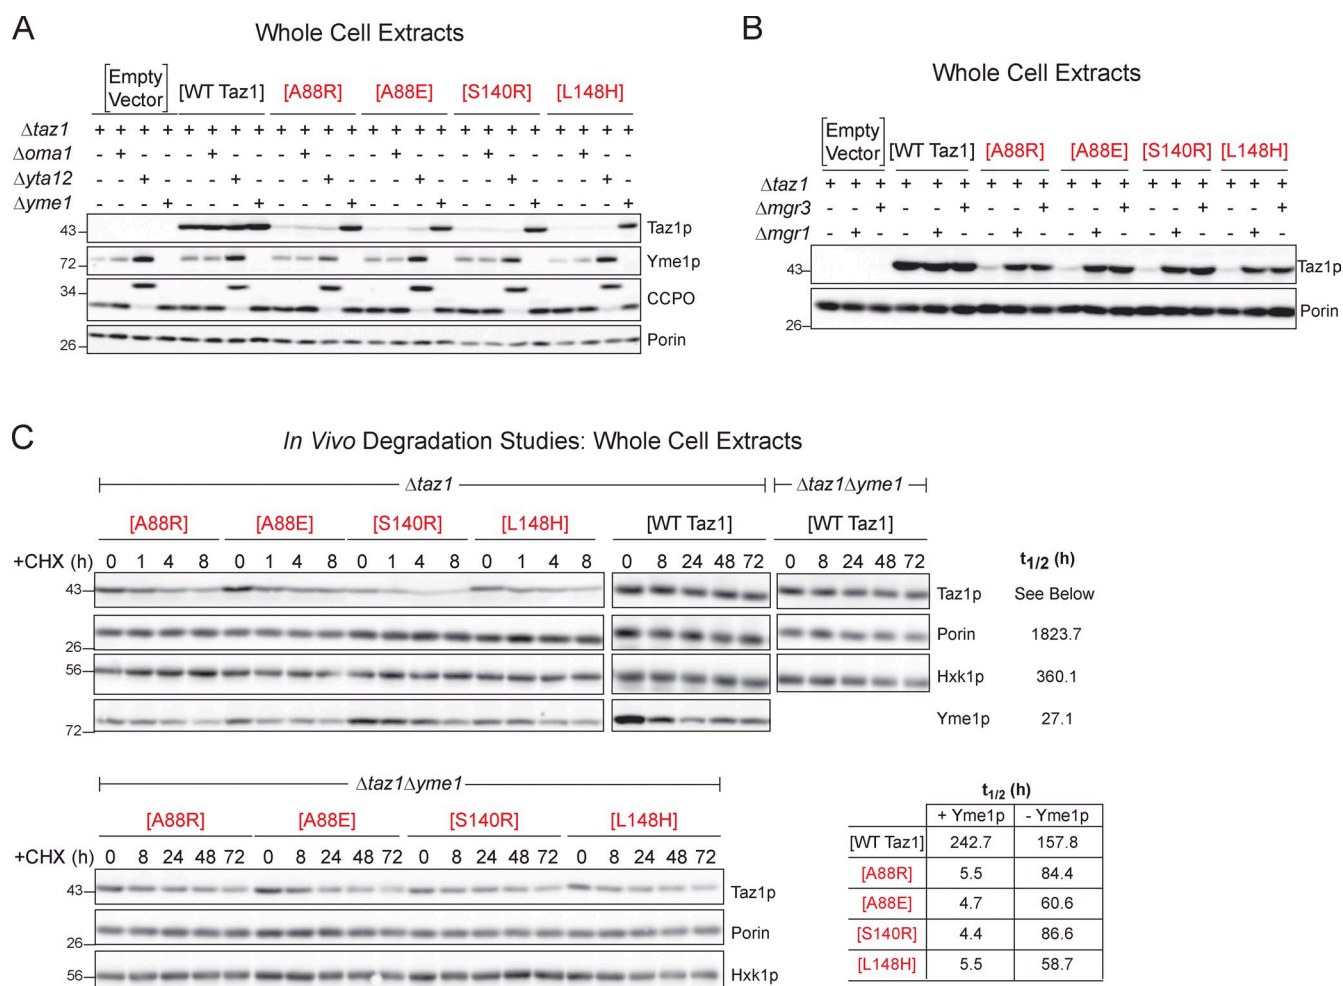 A
Whole Cell Extracts
[Empty Vector] [WT Taz1] [A88R] [A88E] [S140R] [L148H]
Δtaz1 + + + + + + + + + + + + + + + + + + + + + + + +
Δoma1 - + - - - + - - - + - - - + - - - + - - - + - -
Δyta12 - - + - - - + - - - + - - - + - - - + - - - + -
Δyme1 - - - + - - - + - - - + - - - + - - - + - - - +
43 Taz1p
72 Yme1p
34 CCPO
26 Porin
B
Whole Cell Extracts
[Empty Vector] [WT Taz1] [A88R] [A88E] [S140R] [L148H]
Δtaz1 + + + + + + + + + + + + + + + + + +
Δmgr3 - - + - - + - - + - - + - - + - - +
Δmgr1 - + - - + - - + - - + - - + - - + -
43 Taz1p
26 Porin
C
In Vivo Degradation Studies: Whole Cell Extracts
Δtaz1 Δtaz1Δyme1
[A88R] [A88E] [S140R] [L148H] [WT Taz1] [WT Taz1]
+CHX (h) 0 1 4 8 0 1 4 8 0 1 4 8 0 1 4 8 0 8 24 48 72 0 8 24 48 72 t1/2 (h)
43 Taz1p See Below
26 Porin 1823.7
56 Hxk1p 360.1
72 Yme1p 27.1
Δtaz1Δyme1
[A88R] [A88E] [S140R] [L148H]
+CHX (h) 0 8 24 48 72 0 8 24 48 72 0 8 24 48 72 0 8 24 48 72
43 Taz1p
26 Porin
56 Hxk1p
t1/2 (h)
+ Yme1p - Yme1p
[WT Taz1] 242.7 157.8
[A88R] 5.5 84.4
[A88E] 4.7 60.6
[S140R] 4.4 86.6
[L148H] 5.5 58.7